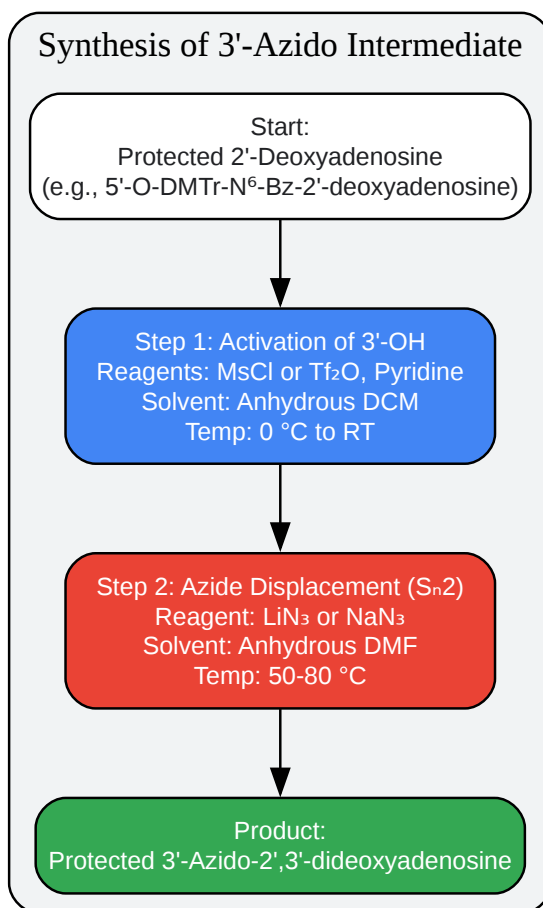 Synthesis of 3'-Azido Intermediate
Start:
Protected 2'-Deoxyadenosine
(e.g., 5'-O-DMTr-N⁶-Bz-2'-deoxyadenosine)
Step 1: Activation of 3'-OH
Reagents: MsCl or Tf₂O, Pyridine
Solvent: Anhydrous DCM
Temp: 0 °C to RT
Step 2: Azide Displacement (Sₙ2)
Reagent: LiN₃ or NaN₃
Solvent: Anhydrous DMF
Temp: 50-80 °C
Product:
Protected 3'-Azido-2',3'-dideoxyadenosine